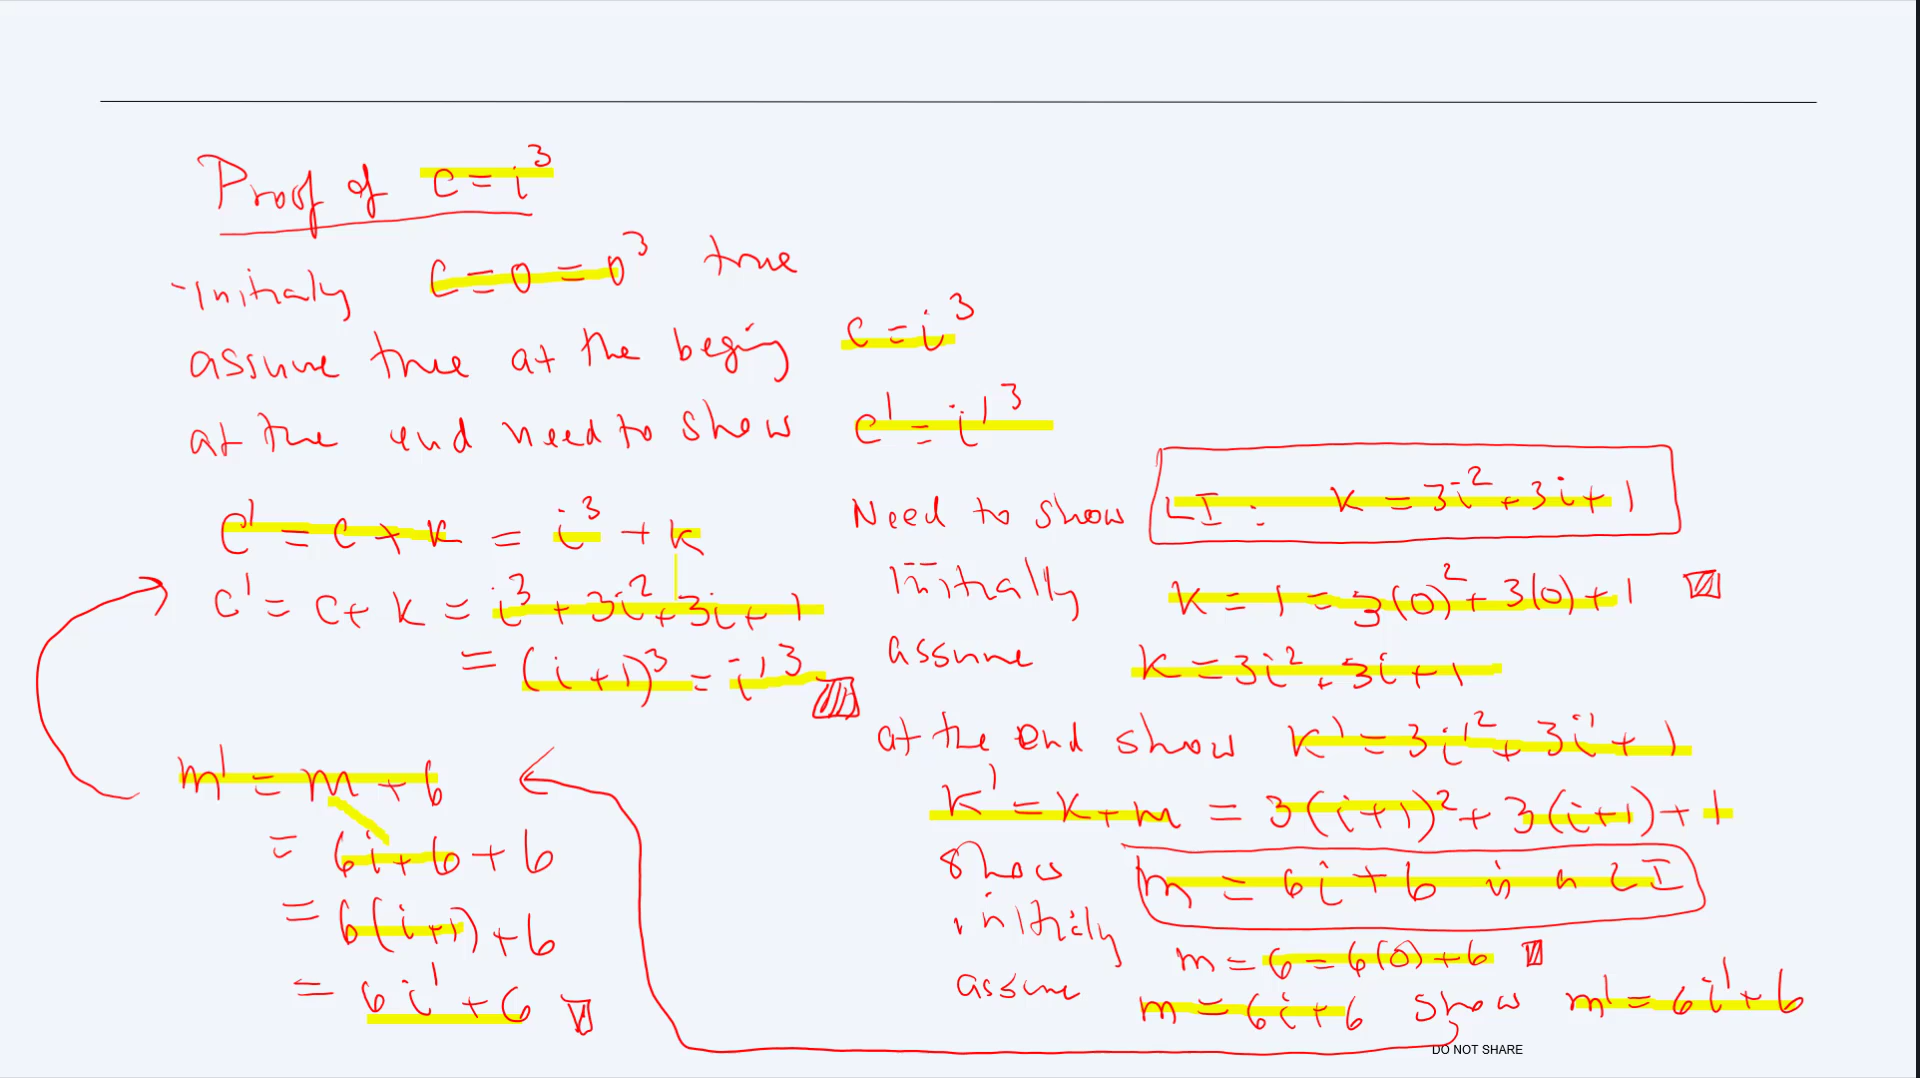 Proof of c = i³
-Initialy c = 0 = 0³ true
assume true at the beging c = i³
at the end need to show c' = i'³
c' = c + k = i³ + k
c' = c + k = i³ + 3i² + 3i + 1
= (i+1)³ = i'³
m' = m + 6
= 6i + 6 + 6
= 6(i+1) + 6
= 6i' + 6
Need to show LI: k = 3i² + 3i + 1
Initially k = 1 = 3(0)² + 3(0) + 1
assume k = 3i² + 3i + 1
at the end show k' = 3i'² + 3i' + 1
k' = k + m = 3(i+1)² + 3(i+1) + 1
Show m = 6i + 6 is a LI
initialy m = 6 = 6(0) + 6
assume m = 6i + 6 show m' = 6i' + 6
DO NOT SHARE